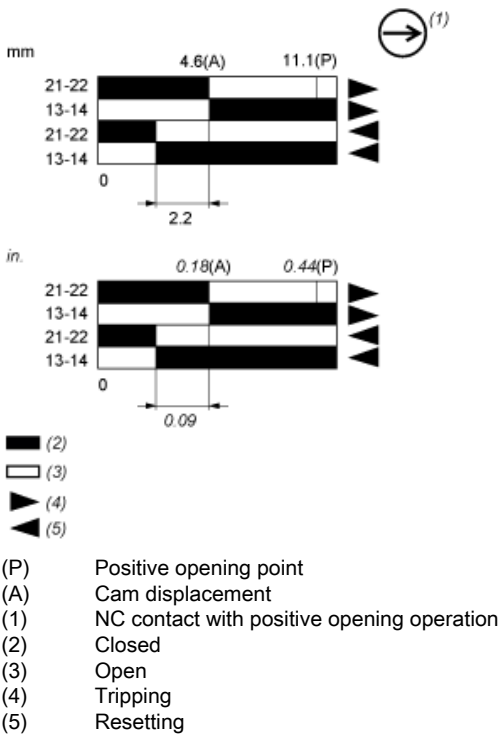 (1)
mm
4.6(A) 11.1(P)
21-22
13-14
21-22
13-14
0
2.2
in.
0.18(A) 0.44(P)
21-22
13-14
21-22
13-14
0
0.09
(2)
(3)
(4)
(5)
(P) Positive opening point
(A) Cam displacement
(1) NC contact with positive opening operation
(2) Closed
(3) Open
(4) Tripping
(5) Resetting